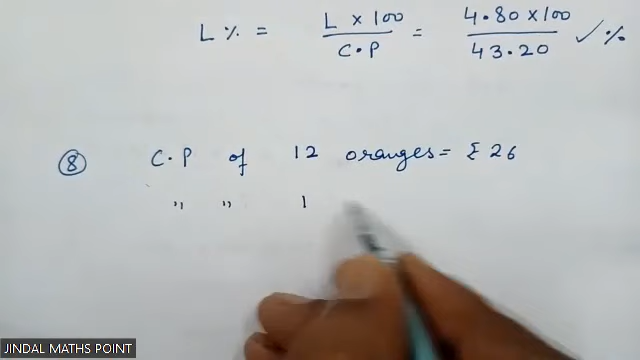 L % = L x 100 / C.P = 4.80 x 100 / 43.20 ✓ %
⑧ C.P of 12 oranges = ₹ 26
,, ,, 1
JINDAL MATHS POINT